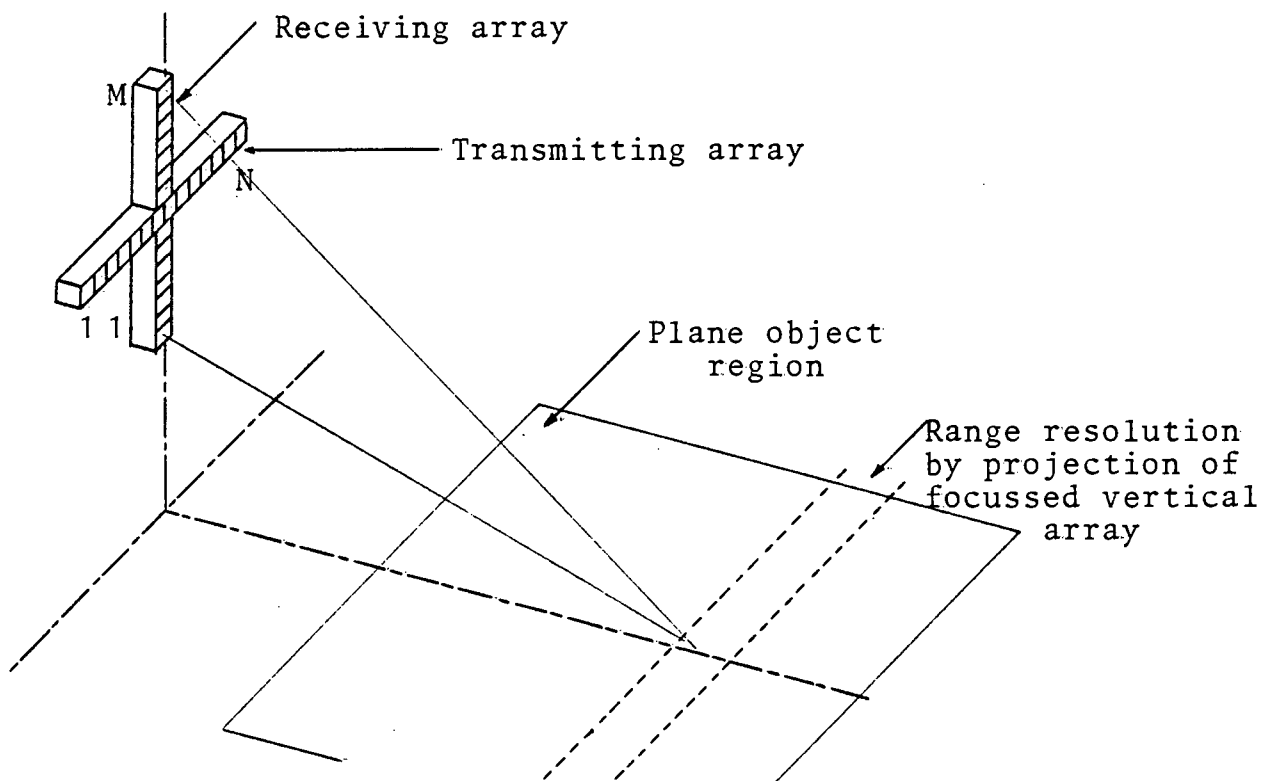 Receiving array
M
Transmitting array
N
1 1
Plane object
region
Range resolution
by projection of
focussed vertical
array